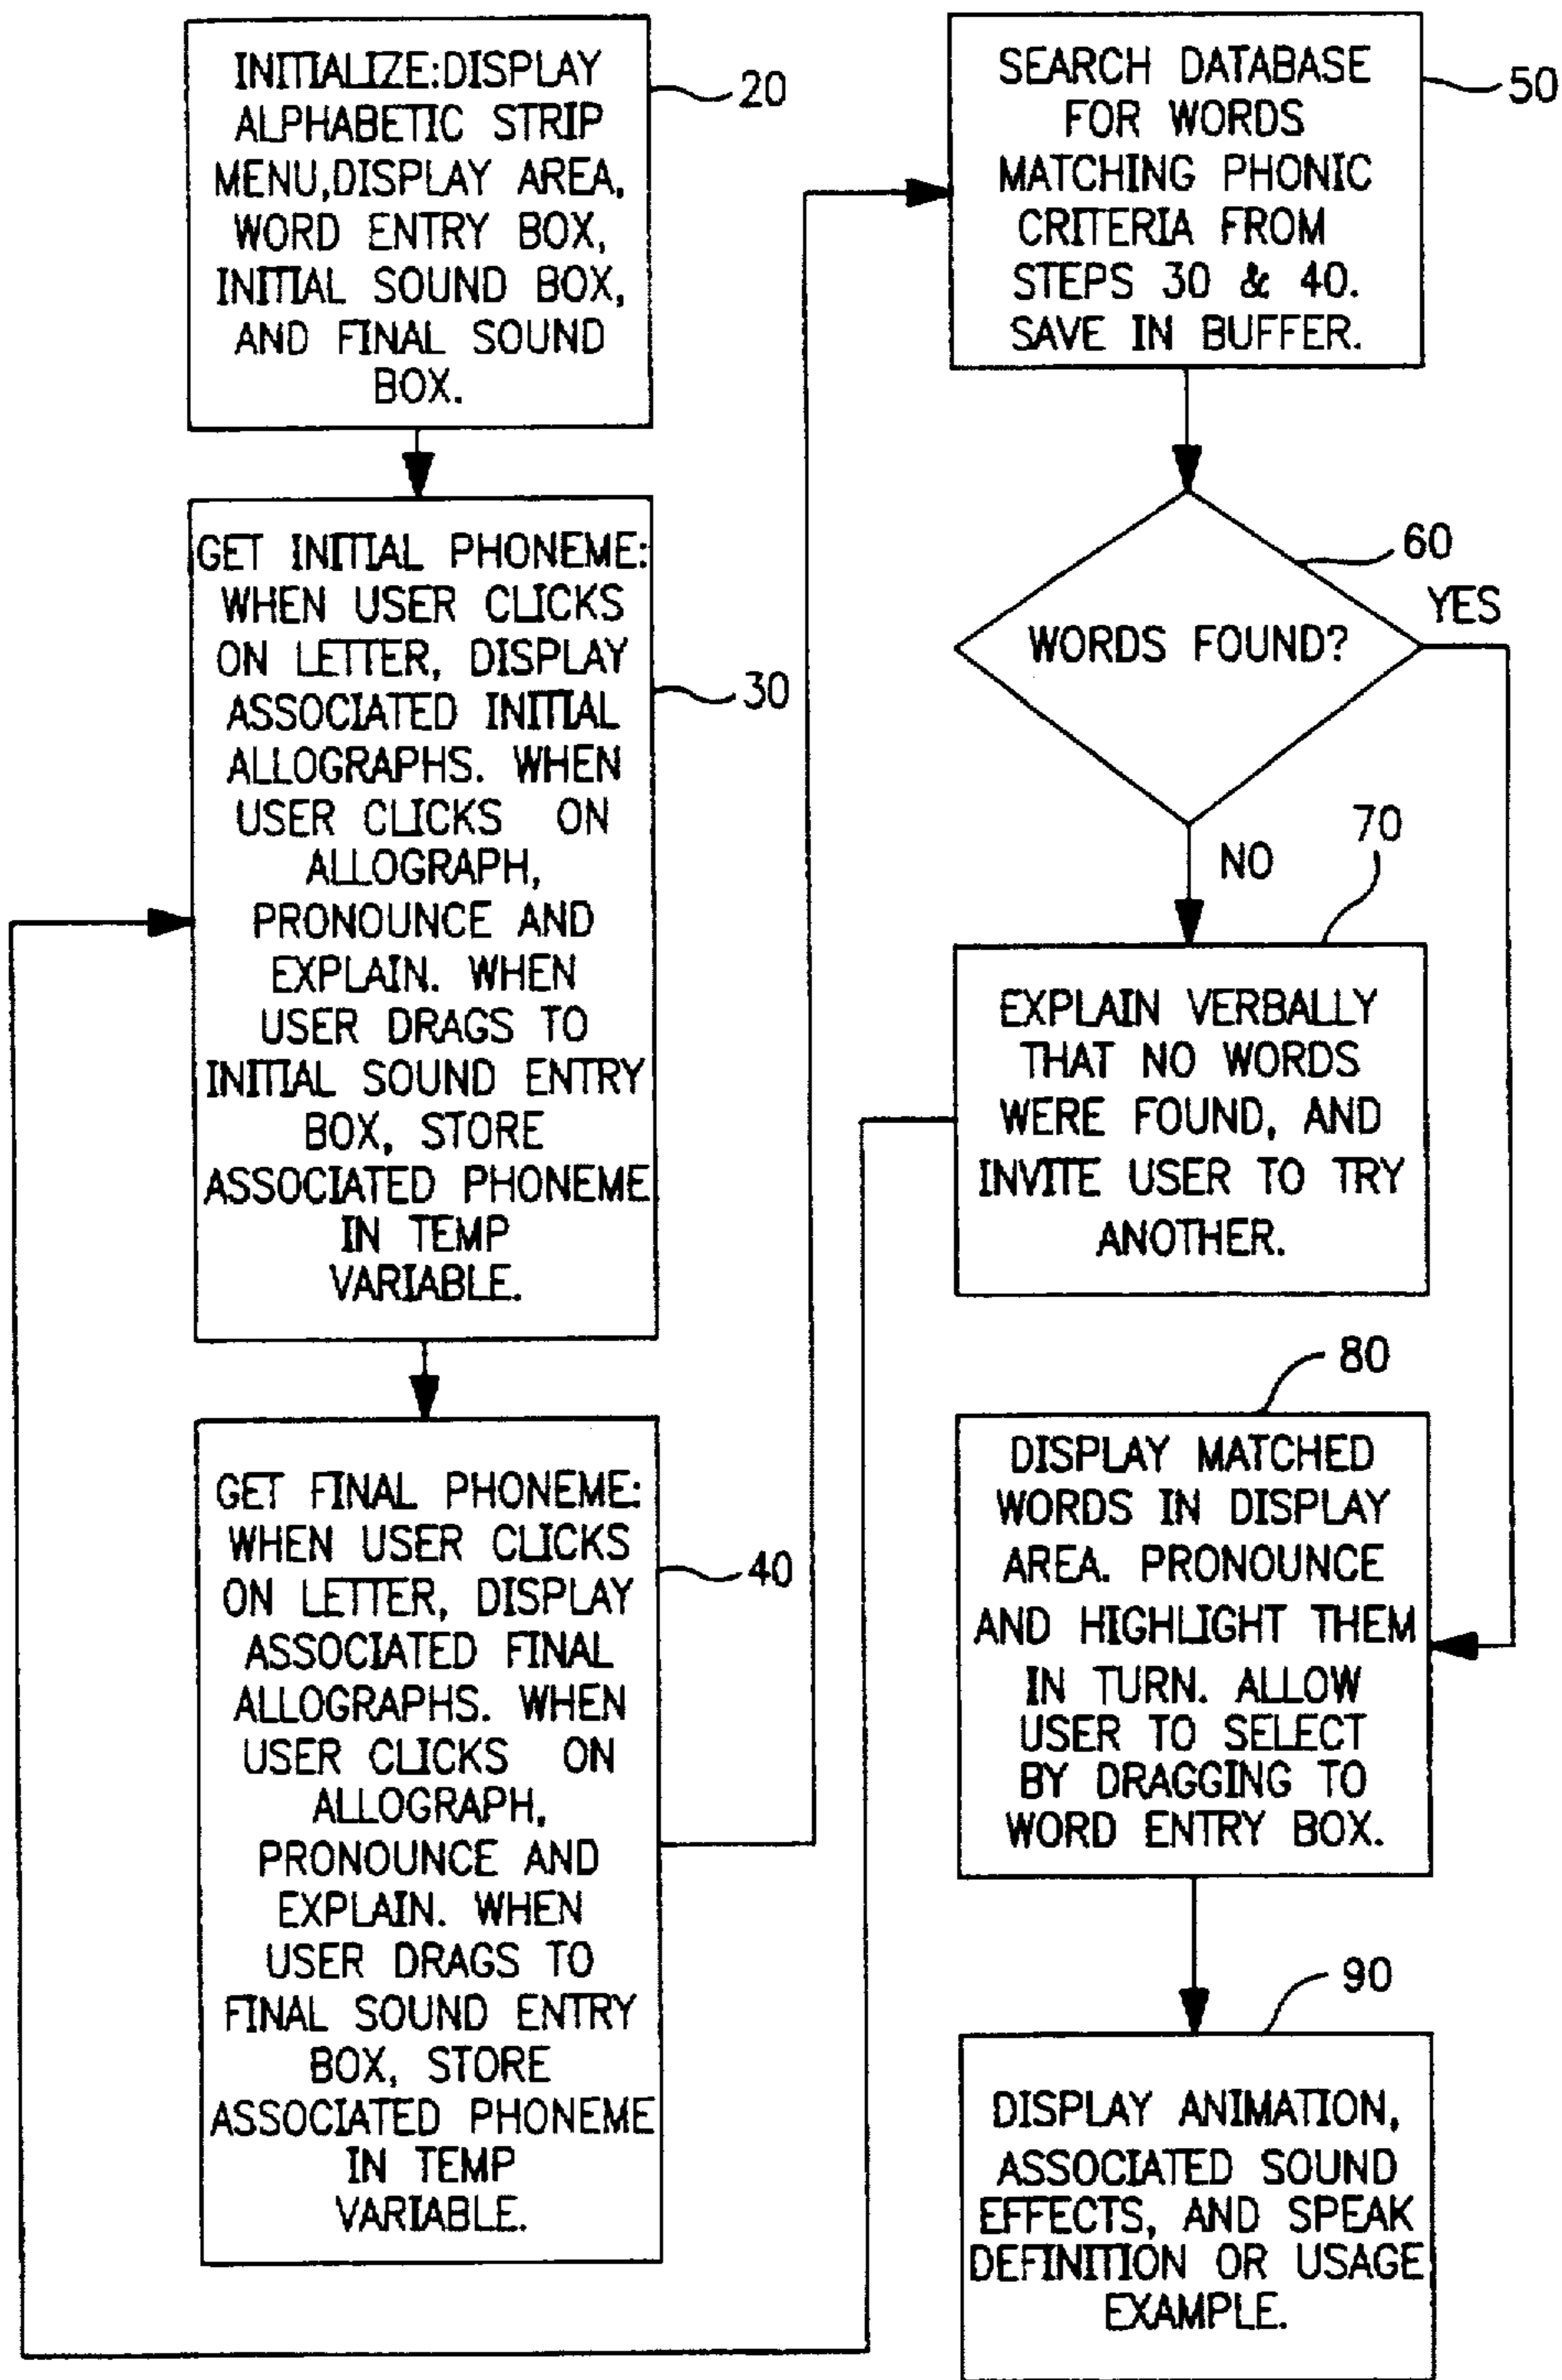 INITIALIZE:DISPLAY
ALPHABETIC STRIP
MENU,DISPLAY AREA,
WORD ENTRY BOX,
INITIAL SOUND BOX,
AND FINAL SOUND
BOX.
20
GET INITIAL PHONEME:
WHEN USER CLICKS
ON LETTER, DISPLAY
ASSOCIATED INITIAL
ALLOGRAPHS. WHEN
USER CLICKS ON
ALLOGRAPH,
PRONOUNCE AND
EXPLAIN. WHEN
USER DRAGS TO
INITIAL SOUND ENTRY
BOX, STORE
ASSOCIATED PHONEME
IN TEMP
VARIABLE.
30
GET FINAL PHONEME:
WHEN USER CLICKS
ON LETTER, DISPLAY
ASSOCIATED FINAL
ALLOGRAPHS. WHEN
USER CLICKS ON
ALLOGRAPH,
PRONOUNCE AND
EXPLAIN. WHEN
USER DRAGS TO
FINAL SOUND ENTRY
BOX, STORE
ASSOCIATED PHONEME
IN TEMP
VARIABLE.
40
SEARCH DATABASE
FOR WORDS
MATCHING PHONIC
CRITERIA FROM
STEPS 30 & 40.
SAVE IN BUFFER.
50
WORDS FOUND?
60
YES
NO
70
EXPLAIN VERBALLY
THAT NO WORDS
WERE FOUND, AND
INVITE USER TO TRY
ANOTHER.
80
DISPLAY MATCHED
WORDS IN DISPLAY
AREA. PRONOUNCE
AND HIGHLIGHT THEM
IN TURN. ALLOW
USER TO SELECT
BY DRAGGING TO
WORD ENTRY BOX.
90
DISPLAY ANIMATION,
ASSOCIATED SOUND
EFFECTS, AND SPEAK
DEFINITION OR USAGE
EXAMPLE.